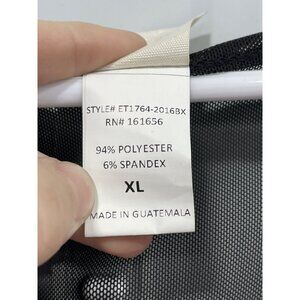 STYLE# ET1764-2016BX
RN# 161656
94% POLYESTER
6% SPANDEX
XL
MADE IN GUATEMALA